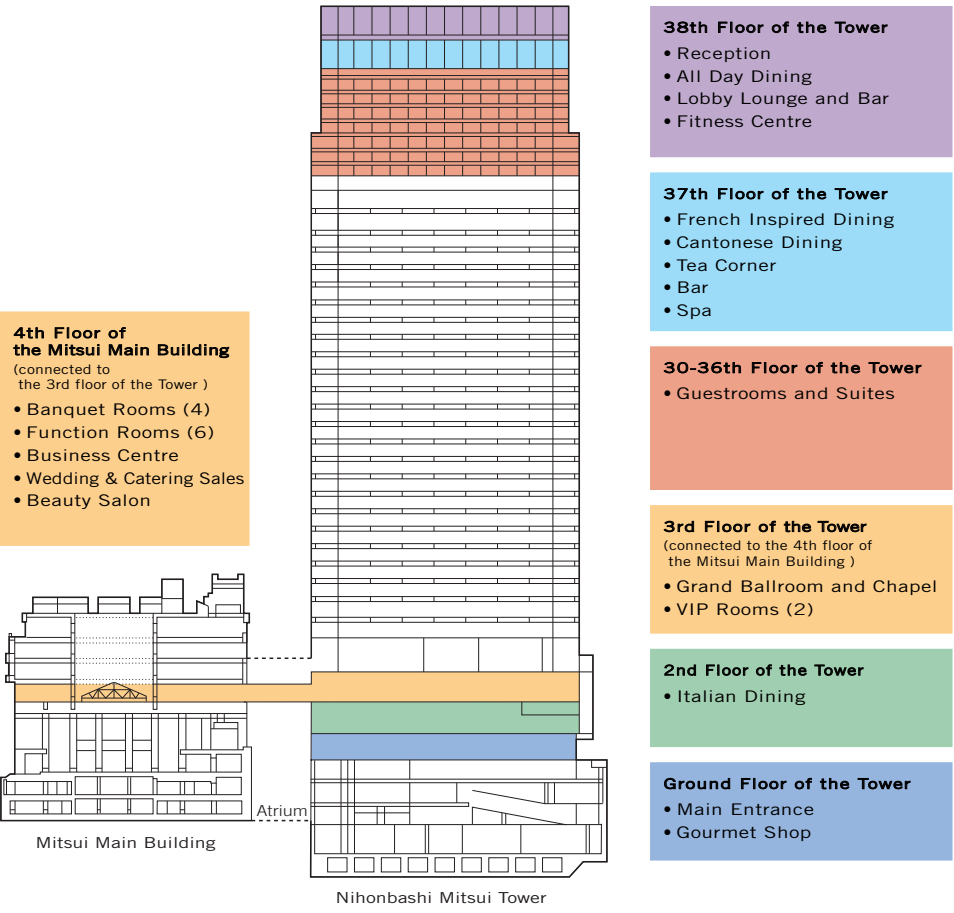 38th Floor of the Tower
• Reception
• All Day Dining
• Lobby Lounge and Bar
• Fitness Centre
37th Floor of the Tower
• French Inspired Dining
• Cantonese Dining
• Tea Corner
• Bar
• Spa
4th Floor of
the Mitsui Main Building
(connected to
the 3rd floor of the Tower )
• Banquet Rooms (4)
• Function Rooms (6)
• Business Centre
• Wedding & Catering Sales
• Beauty Salon
30-36th Floor of the Tower
• Guestrooms and Suites
3rd Floor of the Tower
(connected to the 4th floor of
the Mitsui Main Building )
• Grand Ballroom and Chapel
• VIP Rooms (2)
2nd Floor of the Tower
• Italian Dining
Ground Floor of the Tower
• Main Entrance
• Gourmet Shop
Atrium
Mitsui Main Building
Nihonbashi Mitsui Tower